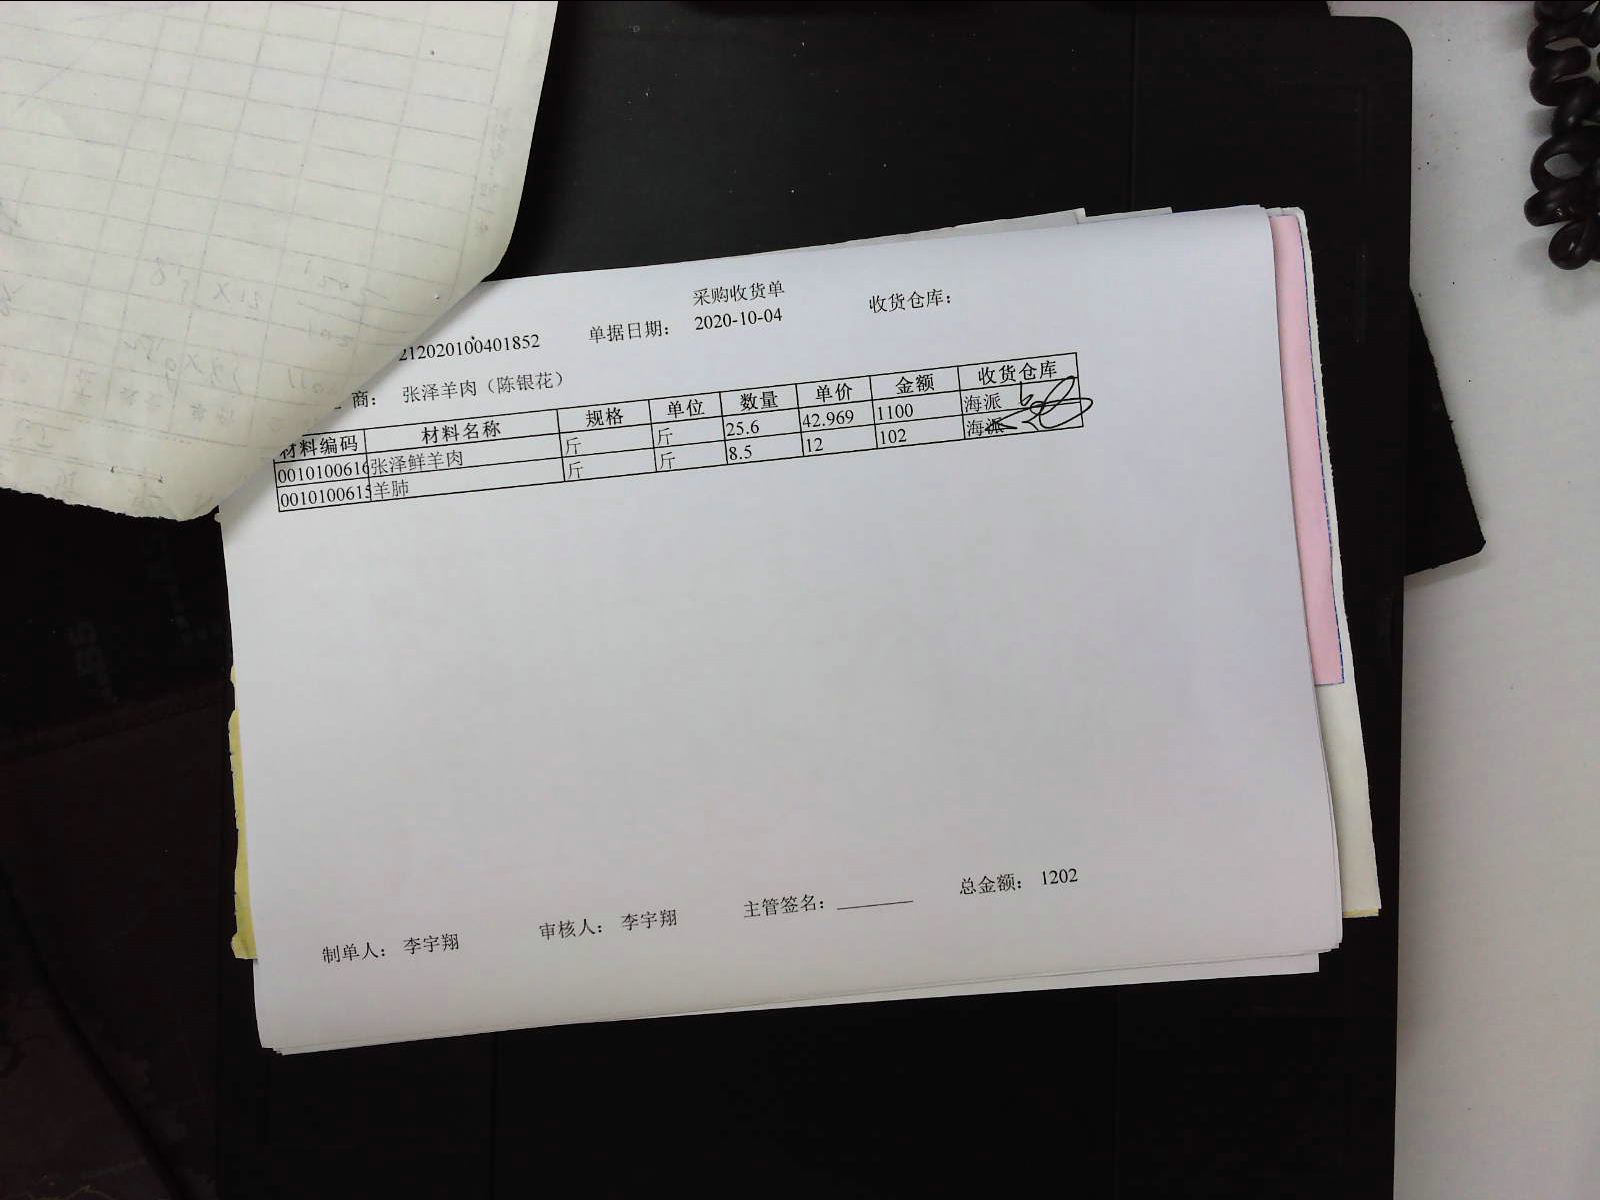 采购收货单
212020100401852 单据日期： 2020-10-04 收货仓库：
商： 张泽羊肉（陈银花）
材料编码 材料名称 规格 单位 数量 单价 金额 收货仓库
0010100616 张泽鲜羊肉 斤 斤 25.6 42.969 1100 海派
0010100615 羊肺 斤 斤 8.5 12 102 海派
制单人： 李宇翔 审核人： 李宇翔 主管签名： 总金额： 1202